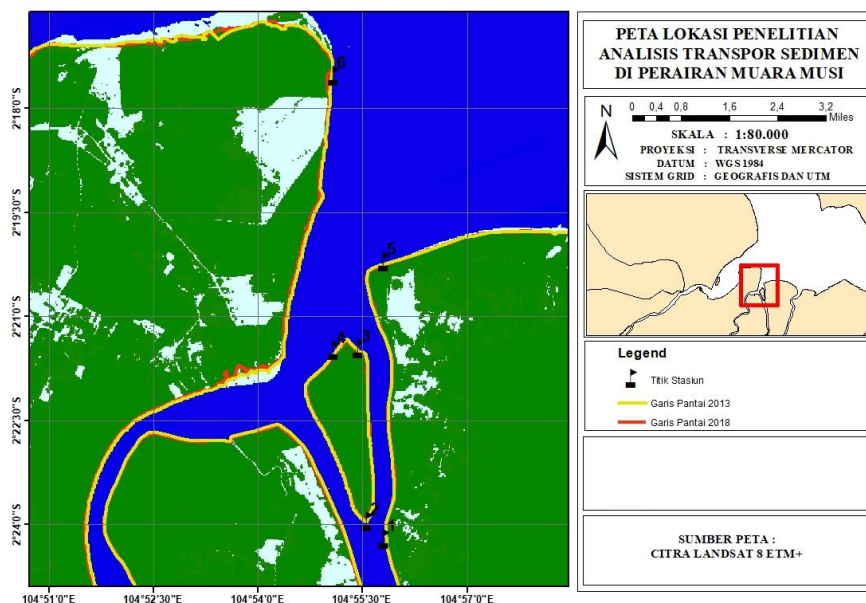 6
5
4
3
2
1
2°18'0"S
2°19'30"S
2°21'0"S
2°22'30"S
2°24'0"S
104°51'0"E
104°52'30"E
104°54'0"E
104°55'30"E
104°57'0"E
PETA LOKASI PENELITIAN
ANALISIS TRANSPOR SEDIMEN
DI PERAIRAN MUARA MUSI
N
0 0,4 0,8 1,6 2,4 3,2
Miles
SKALA : 1:80.000
PROYEKSI : TRANSVERSE MERCATOR
DATUM : WGS 1984
SISTEM GRID : GEOGRAFIS DAN UTM
Legend
Titik Stasiun
Garis Pantai 2013
Garis Pantai 2018
SUMBER PETA :
CITRA LANDSAT 8 ETM+